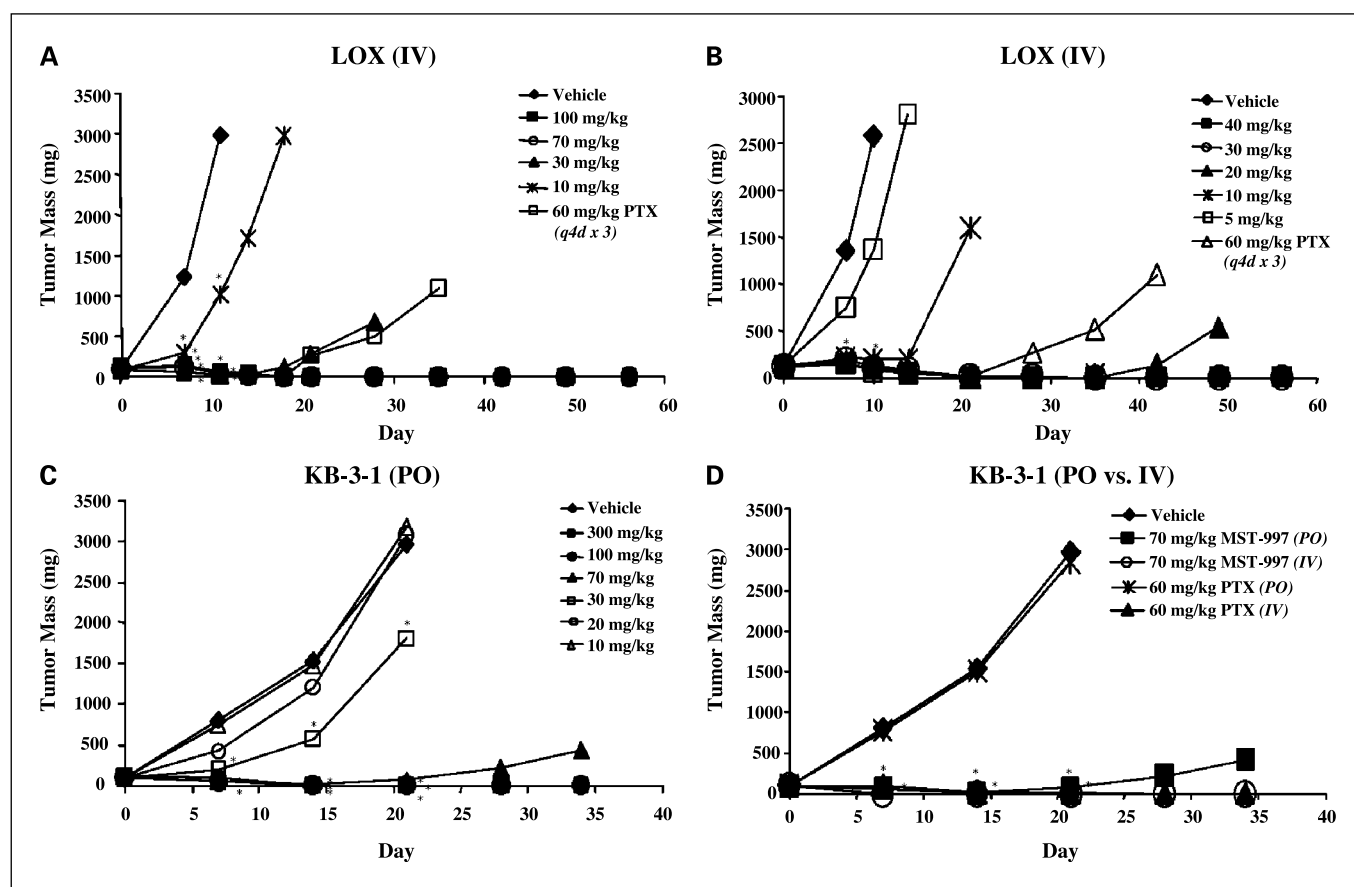 A
LOX (IV)
Tumor Mass (mg)
3500
3000
2500
2000
1500
1000
500
0
0 10 20 30 40 50 60
Day
Vehicle
100 mg/kg
70 mg/kg
30 mg/kg
10 mg/kg
60 mg/kg PTX
(q4d x 3)
B
LOX (IV)
Tumor Mass (mg)
3000
2500
2000
1500
1000
500
0
0 10 20 30 40 50 60
Day
Vehicle
40 mg/kg
30 mg/kg
20 mg/kg
10 mg/kg
5 mg/kg
60 mg/kg PTX
(q4d x 3)
C
KB-3-1 (PO)
Tumor Mass (mg)
3500
3000
2500
2000
1500
1000
500
0
0 5 10 15 20 25 30 35 40
Day
Vehicle
300 mg/kg
100 mg/kg
70 mg/kg
30 mg/kg
20 mg/kg
10 mg/kg
D
KB-3-1 (PO vs. IV)
Tumor Mass (mg)
3500
3000
2500
2000
1500
1000
500
0
0 5 10 15 20 25 30 35 40
Day
Vehicle
70 mg/kg MST-997 (PO)
70 mg/kg MST-997 (IV)
60 mg/kg PTX (PO)
60 mg/kg PTX (IV)